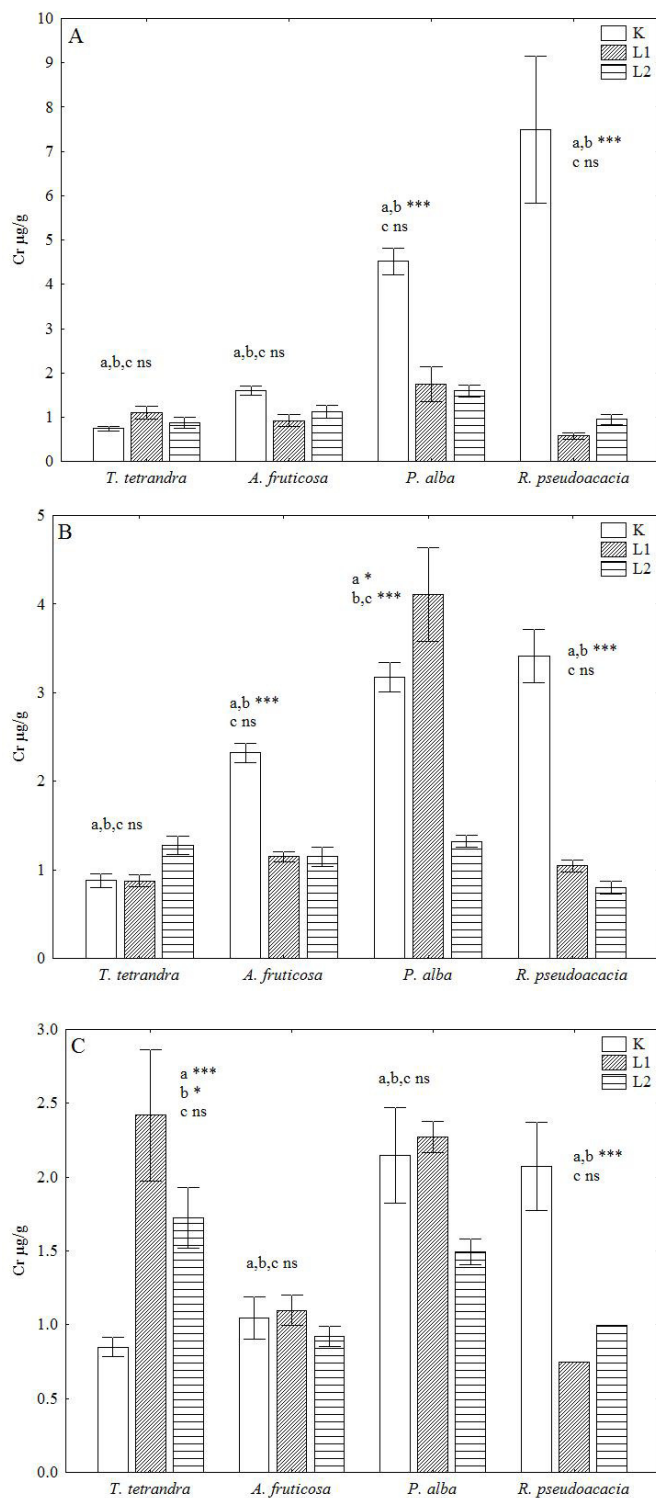 A
K
L1
L2
10
9
8
7
6
5
4
3
2
1
0
Cr µg/g
a,b,c ns
a,b,c ns
a,b ***
c ns
a,b ***
c ns
T. tetrandra
A. fruticosa
P. alba
R. pseudoacacia
B
K
L1
L2
5
4
3
2
1
0
Cr µg/g
a,b,c ns
a,b ***
c ns
a *
b,c ***
a,b ***
c ns
T. tetrandra
A. fruticosa
P. alba
R. pseudoacacia
C
K
L1
L2
3.0
2.5
2.0
1.5
1.0
0.5
0.0
Cr µg/g
a ***
b *
c ns
a,b,c ns
a,b,c ns
a,b ***
c ns
T. tetrandra
A. fruticosa
P. alba
R. pseudoacacia